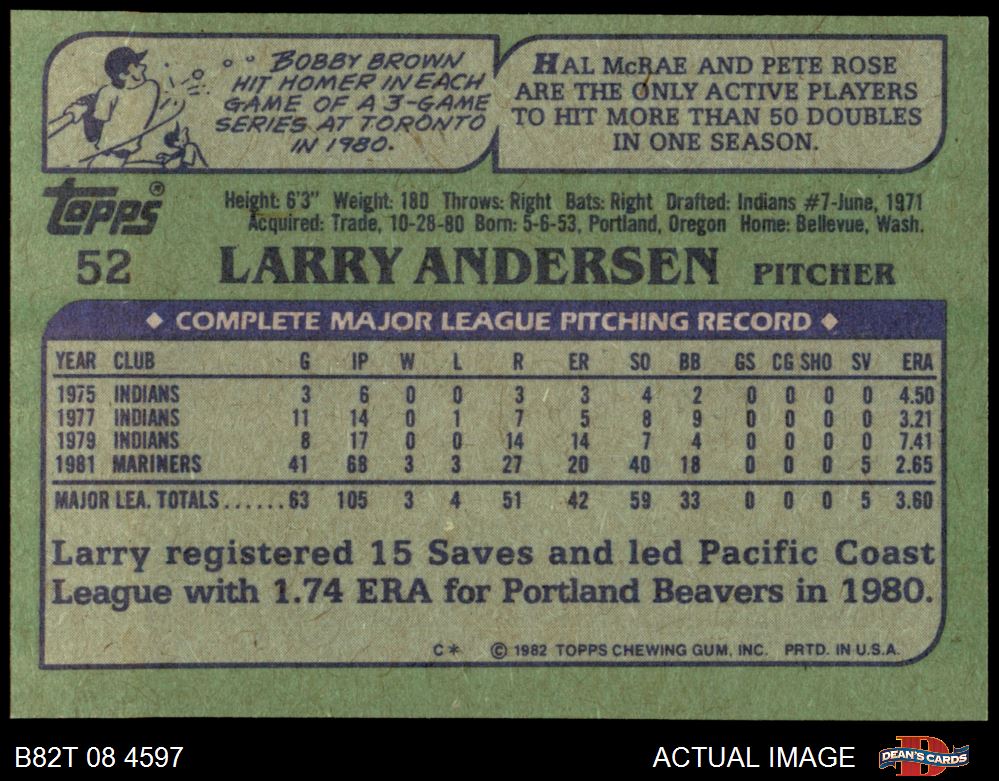 BOBBY BROWN
HIT HOMER IN EACH
GAME OF A 3-GAME
SERIES AT TORONTO
IN 1980.
HAL McRAE AND PETE ROSE
ARE THE ONLY ACTIVE PLAYERS
TO HIT MORE THAN 50 DOUBLES
IN ONE SEASON.
Topps®
52
Height: 6'3" Weight: 180 Throws: Right Bats: Right Drafted: Indians #7-June, 1971
Acquired: Trade, 10-28-80 Born: 5-6-53, Portland, Oregon Home: Bellevue, Wash.
LARRY ANDERSEN PITCHER
◆ COMPLETE MAJOR LEAGUE PITCHING RECORD ◆
YEAR CLUB G IP W L R ER SO BB GS CG SHO SV ERA
1975 INDIANS 3 6 0 0 3 3 4 2 0 0 0 0 4.50
1977 INDIANS 11 14 0 1 7 5 8 9 0 0 0 0 3.21
1979 INDIANS 8 17 0 0 14 14 7 4 0 0 0 0 7.41
1981 MARINERS 41 68 3 3 27 20 40 18 0 0 0 5 2.65
MAJOR LEA. TOTALS...... 63 105 3 4 51 42 59 33 0 0 0 5 3.60
Larry registered 15 Saves and led Pacific Coast
League with 1.74 ERA for Portland Beavers in 1980.
C* © 1982 TOPPS CHEWING GUM, INC. PRTD. IN U.S.A.
B82T 08 4597
ACTUAL IMAGE
DEAN'S CARDS